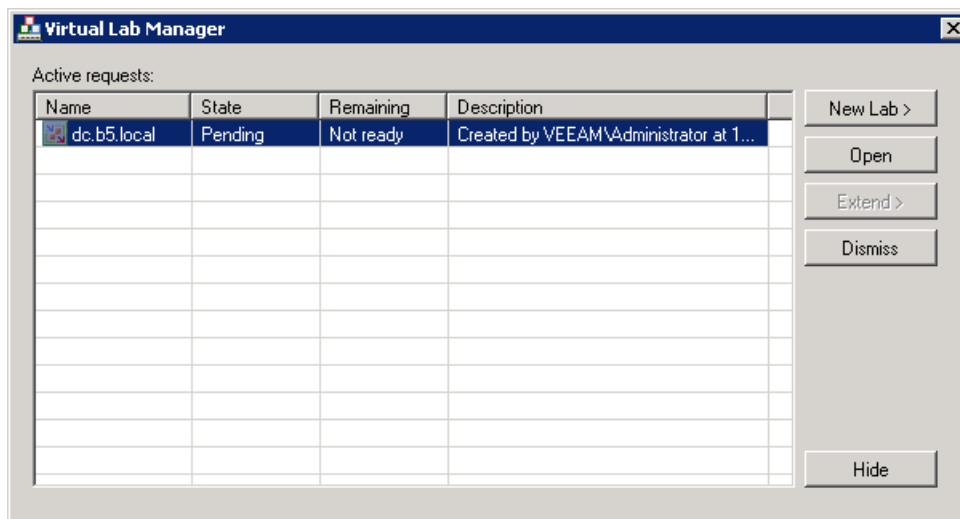 Virtual Lab Manager
Active requests:
Name State Remaining Description
dc.b5.local Pending Not ready Created by VEEAM\Administrator at 1...
New Lab >
Open
Extend >
Dismiss
Hide